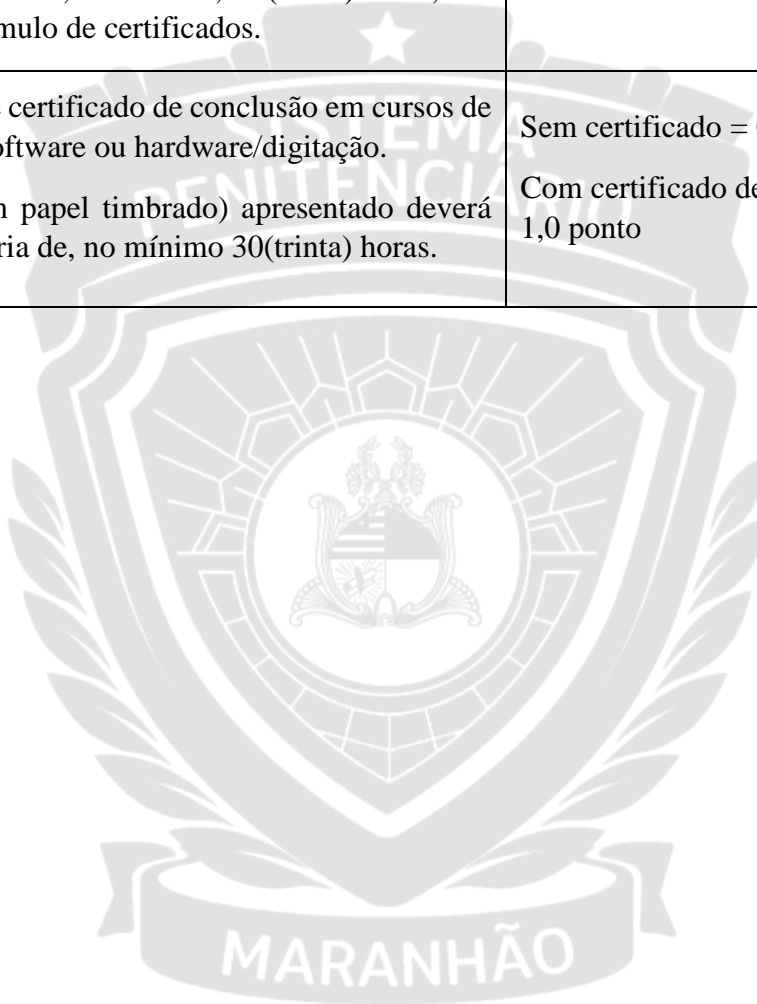 mulo de certificados.
certificado de conclusão em cursos de
oftware ou hardware/digitação.
papel timbrado) apresentado deverá
ria de, no mínimo 30(trinta) horas.
Sem certificado =
Com certificado de
1,0 ponto
SISTEMA
PENITENCIÁRIO
MARANHÃO